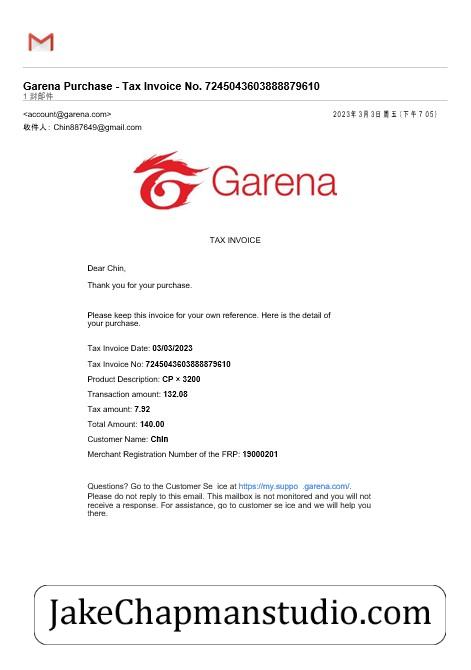 Garena Purchase - Tax Invoice No. 7245043603888879610
1 封邮件
<account@garena.com>
2023年 3月 3日 周 五 (下 午 7 05)
收件人: Chin887649@gmail.com
Garena
TAX INVOICE
Dear Chin,
Thank you for your purchase.
Please keep this invoice for your own reference. Here is the detail of
your purchase.
Tax Invoice Date: 03/03/2023
Tax Invoice No: 7245043603888879610
Product Description: CP × 3200
Transaction amount: 132.08
Tax amount: 7.92
Total Amount: 140.00
Customer Name: Chin
Merchant Registration Number of the FRP: 19000201
Questions? Go to the Customer Se ice at https://my.suppo .garena.com/.
Please do not reply to this email. This mailbox is not monitored and you will not
receive a response. For assistance, go to customer se ice and we will help you
there.
JakeChapmanstudio.com